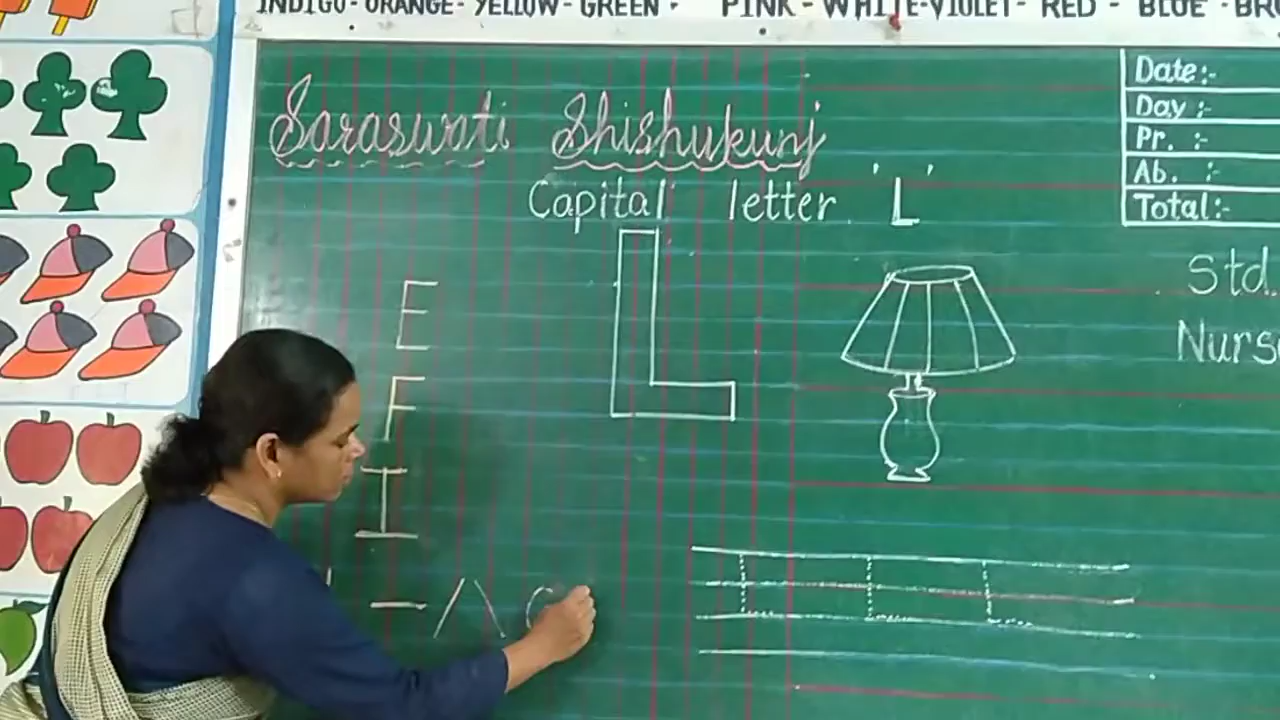 INDIGO - ORANGE - YELLOW - GREEN - PINK - WHITE - VIOLET - RED - BLUE -
Saraswati Shishukunj
Capital letter 'L'
Date:-
Day :-
Pr. :-
Ab. :-
Total:-
Std.
L
E
F
I